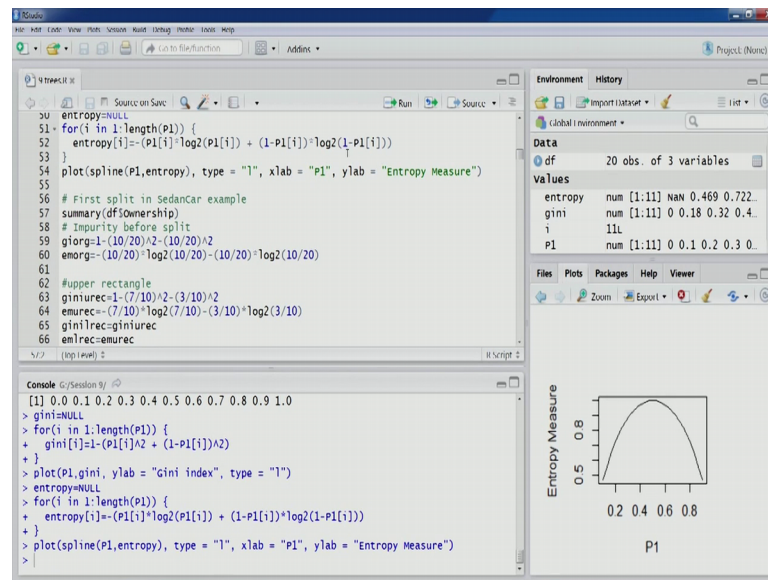 RStudio
File Edit Code View Plots Session Build Debug Profile Tools Help
Go to file/function
Addins
Project: (None)
9 trees.R
Source on Save
Run
Source
50 entropy=NULL
51 for(i in 1:length(P1)) {
52 entropy[i]=-(P1[i]*log2(P1[i]) + (1-P1[i])*log2(1-P1[i]))
53 }
54 plot(spline(P1,entropy), type = "l", xlab = "P1", ylab = "Entropy Measure")
55
56 # First split in SedanCar example
57 summary(df$Ownership)
58 # Impurity before split
59 giorg=1-(10/20)^2-(10/20)^2
60 emorg=-(10/20)*log2(10/20)-(10/20)*log2(10/20)
61
62 #upper rectangle
63 giniurec=1-(7/10)^2-(3/10)^2
64 emurec=-(7/10)*log2(7/10)-(3/10)*log2(3/10)
65 ginilrec=giniurec
66 emlrec=emurec
57:2
(Top Level)
R Script
Console G:/Session 9/
[1] 0.0 0.1 0.2 0.3 0.4 0.5 0.6 0.7 0.8 0.9 1.0
> gini=NULL
> for(i in 1:length(P1)) {
+ gini[i]=1-(P1[i]^2 + (1-P1[i])^2)
+ }
> plot(P1,gini, ylab = "Gini index", type = "l")
> entropy=NULL
> for(i in 1:length(P1)) {
+ entropy[i]=-(P1[i]*log2(P1[i]) + (1-P1[i])*log2(1-P1[i]))
+ }
> plot(spline(P1,entropy), type = "l", xlab = "P1", ylab = "Entropy Measure")
>
Environment History
Import Dataset
List
Global Environment
Data
df 20 obs. of 3 variables
Values
entropy num [1:11] NaN 0.469 0.722…
gini num [1:11] 0 0.18 0.32 0.4…
i 11L
P1 num [1:11] 0 0.1 0.2 0.3 0…
Files Plots Packages Help Viewer
Zoom
Export
Entropy Measure
0.5 0.8
0.2 0.4 0.6 0.8
P1